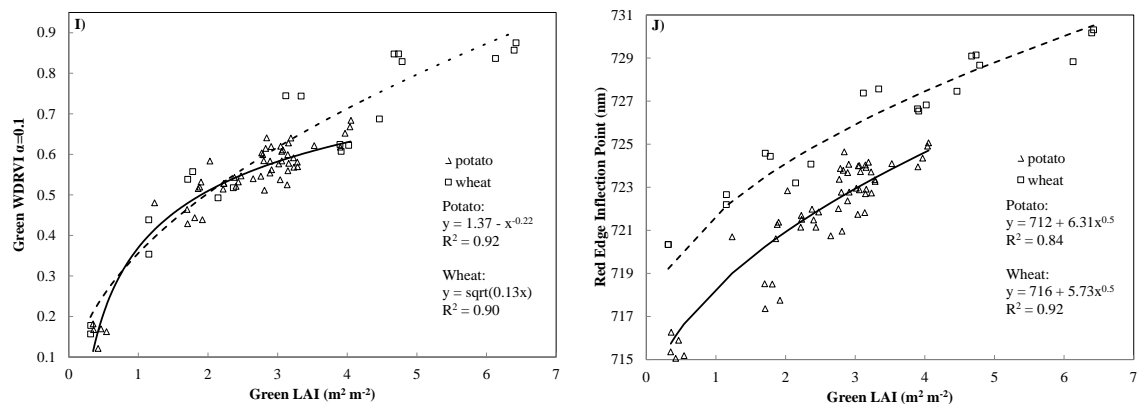 I)
Green WDRVI α=0.1
0.9
0.8
0.7
0.6
0.5
0.4
0.3
0.2
0.1
0 1 2 3 4 5 6 7
Green LAI (m² m⁻²)
potato
wheat
Potato:
y = 1.37 - x^-0.22
R² = 0.92
Wheat:
y = sqrt(0.13x)
R² = 0.90
J)
Red Edge Inflection Point (nm)
731
729
727
725
723
721
719
717
715
0 1 2 3 4 5 6 7
Green LAI (m² m⁻²)
potato
wheat
Potato:
y = 712 + 6.31x^0.5
R² = 0.84
Wheat:
y = 716 + 5.73x^0.5
R² = 0.92